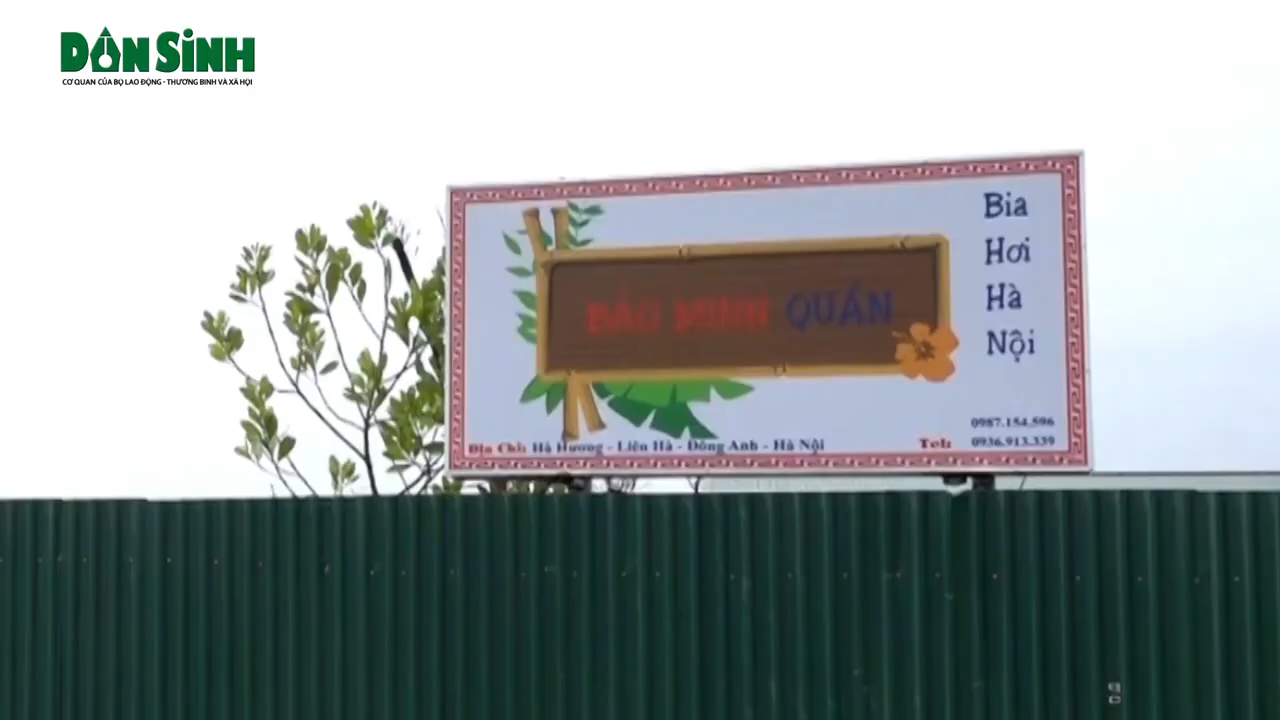 DÂN SINH
CƠ QUAN CỦA BỘ LAO ĐỘNG - THƯƠNG BINH VÀ XÃ HỘI
Bia
Hơi
Hà
Nội
BẢO MINH QUÁN
Địa Chỉ: Hà Hương - Liên Hà - Đông Anh - Hà Nội
Tel: 0987.154.596
0936.913.339